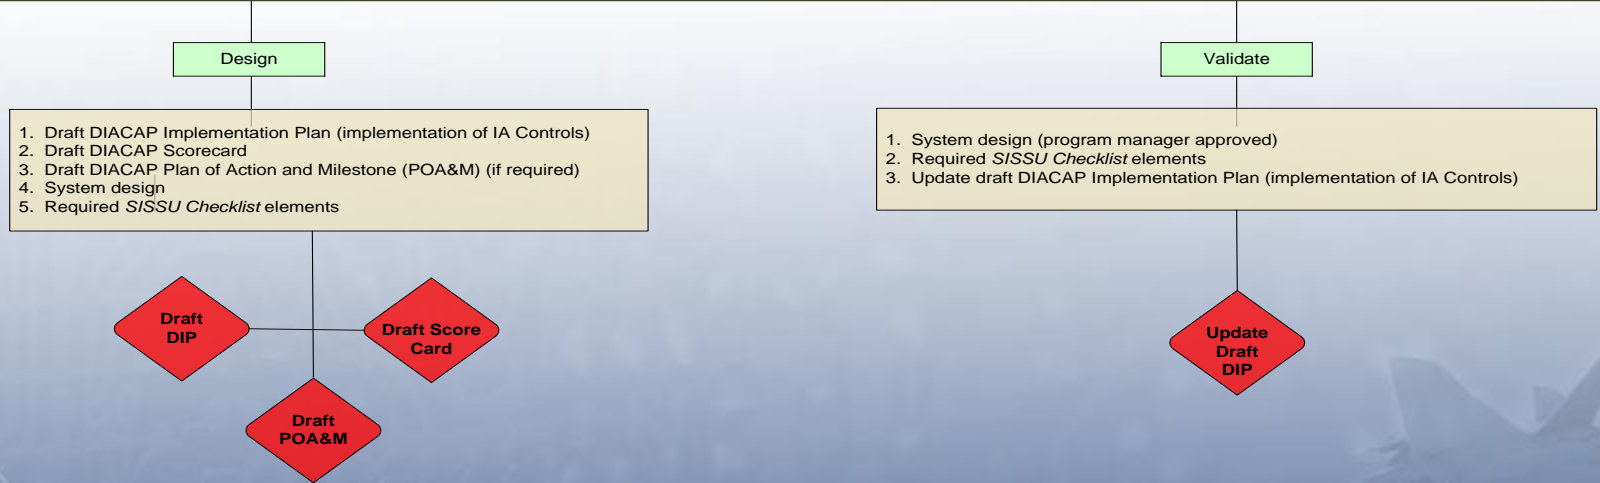 Design
1. Draft DIACAP Implementation Plan (implementation of IA Controls)
2. Draft DIACAP Scorecard
3. Draft DIACAP Plan of Action and Milestone (POA&M) (if required)
4. System design
5. Required SISSU Checklist elements
Draft
DIP
Draft Score
Card
Draft
POA&M
Validate
1. System design (program manager approved)
2. Required SISSU Checklist elements
3. Update draft DIACAP Implementation Plan (implementation of IA Controls)
Update
Draft
DIP